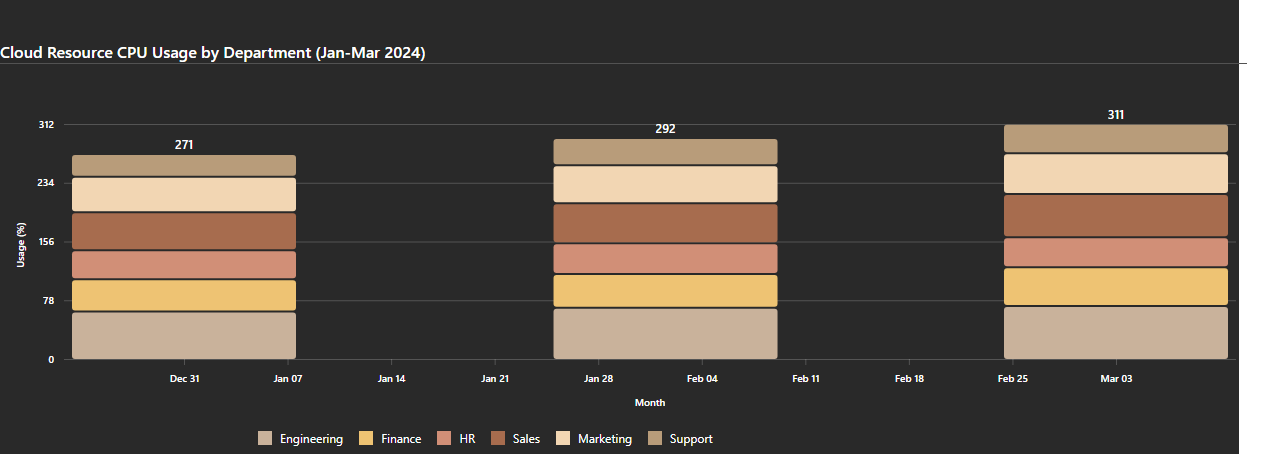 Cloud Resource CPU Usage by Department (Jan-Mar 2024)
311
312
292
271
234
156
Usage (%)
78
0
Dec 31 Jan 07 Jan 14 Jan 21 Jan 28 Feb 04 Feb 11 Feb 18 Feb 25 Mar 03
Month
Engineering Finance HR Sales Marketing Support